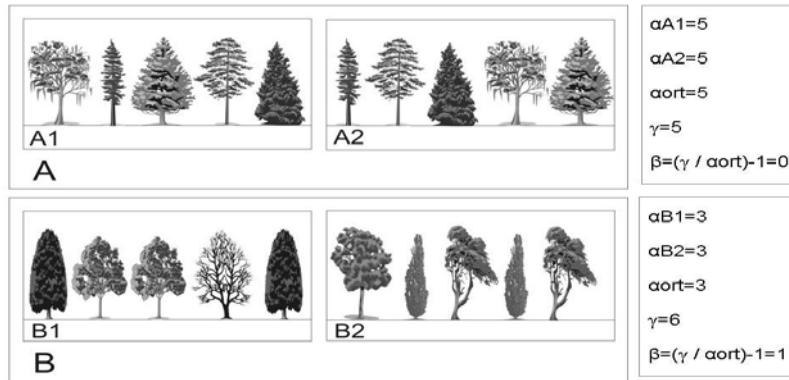 A1
A2
A
αA1=5
αA2=5
αort=5
γ=5
β=(γ / αort)-1=0
B1
B2
B
αB1=3
αB2=3
αort=3
γ=6
β=(γ / αort)-1=1